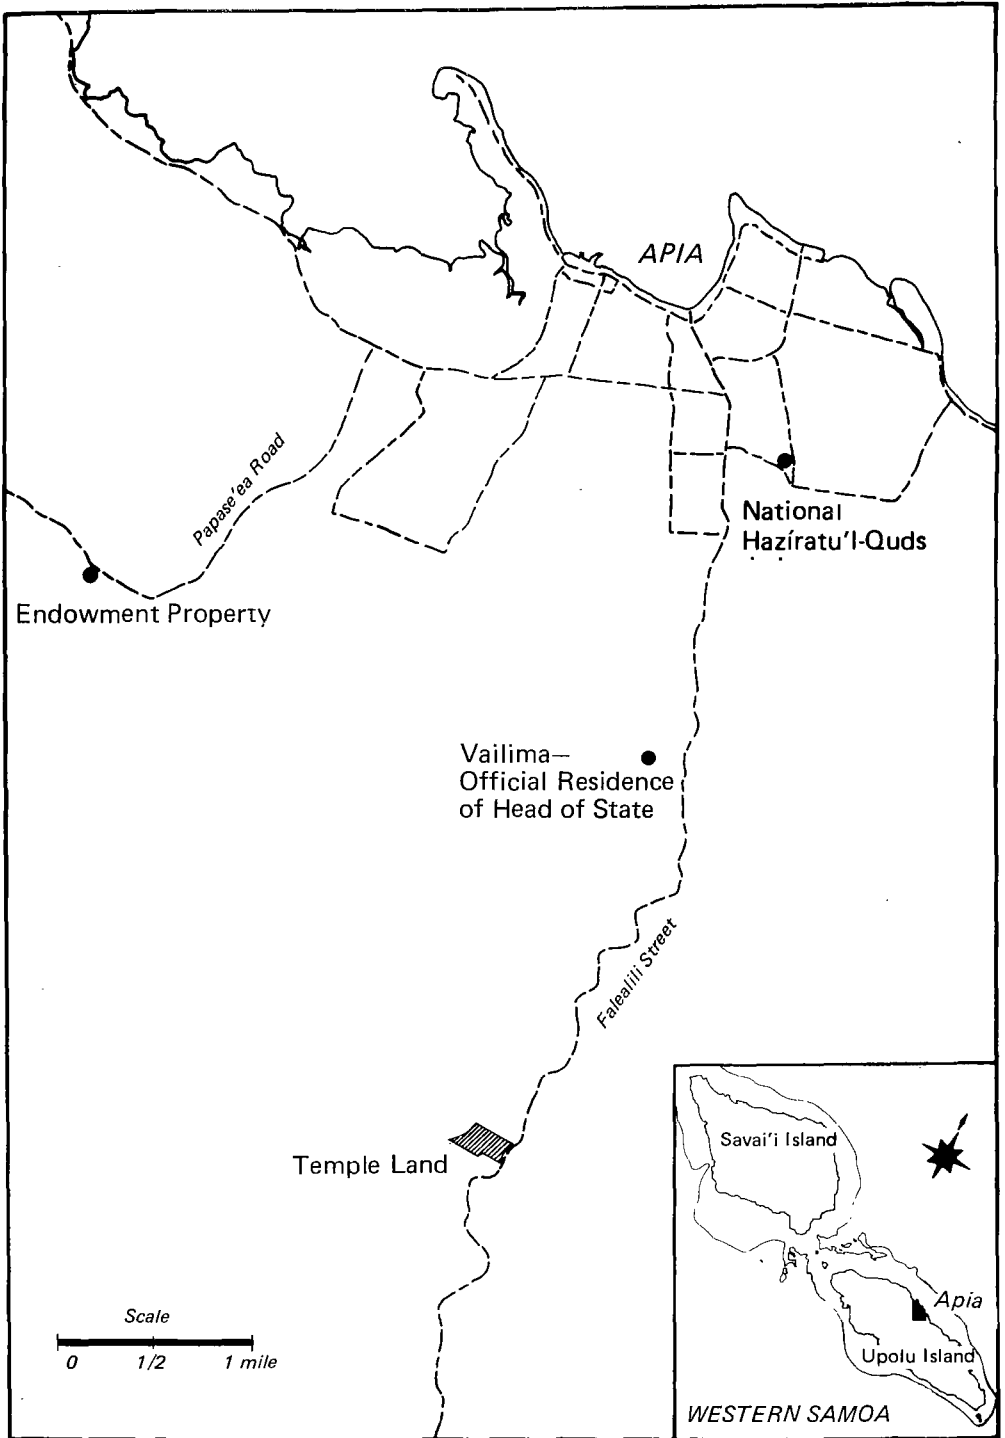 APIA
Papase'ea Road
National
Hazíratu'l-Quds
Endowment Property
Vailima—
Official Residence
of Head of State
Falealili Street
Temple Land
Savai'i Island
Apia
Upolu Island
WESTERN SAMOA
Scale
0 1/2 1 mile